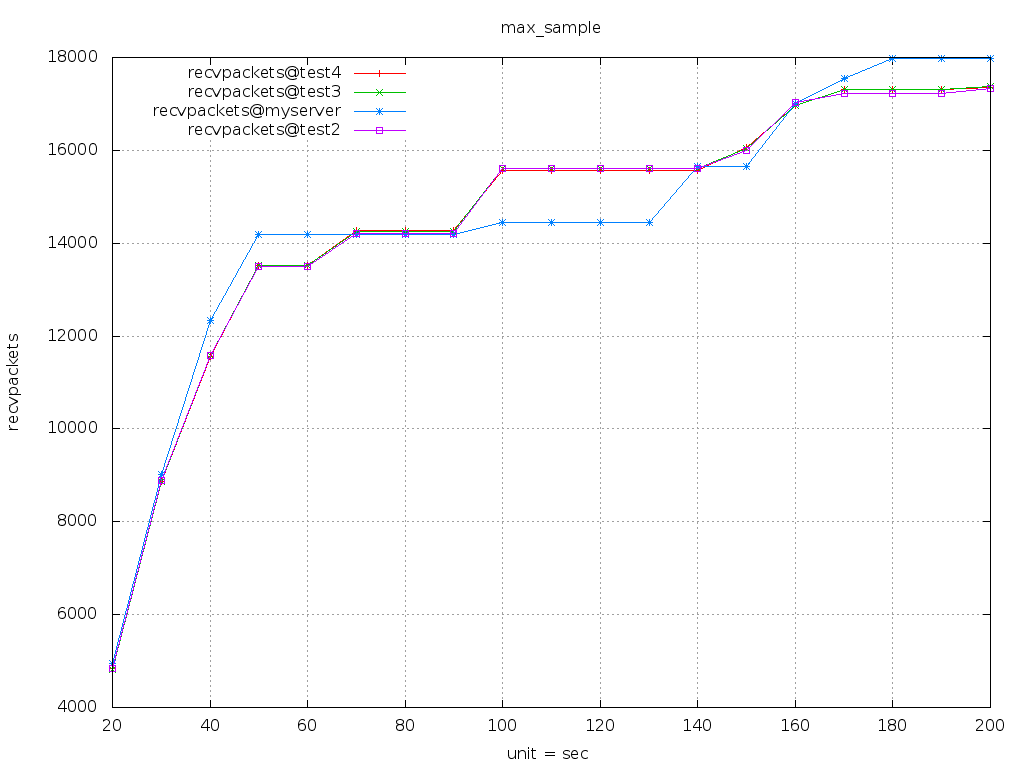 max_sample
18000
16000
14000
12000
10000
8000
6000
4000
recvpackets
recvpackets@test4
recvpackets@test3
recvpackets@myserver
recvpackets@test2
20 40 60 80 100 120 140 160 180 200
unit = sec